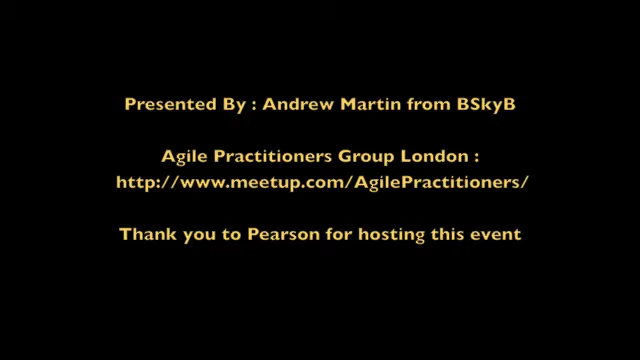 Presented By : Andrew Martin from BSkyB
Agile Practitioners Group London :
http://www.meetup.com/AgilePractitioners/
Thank you to Pearson for hosting this event